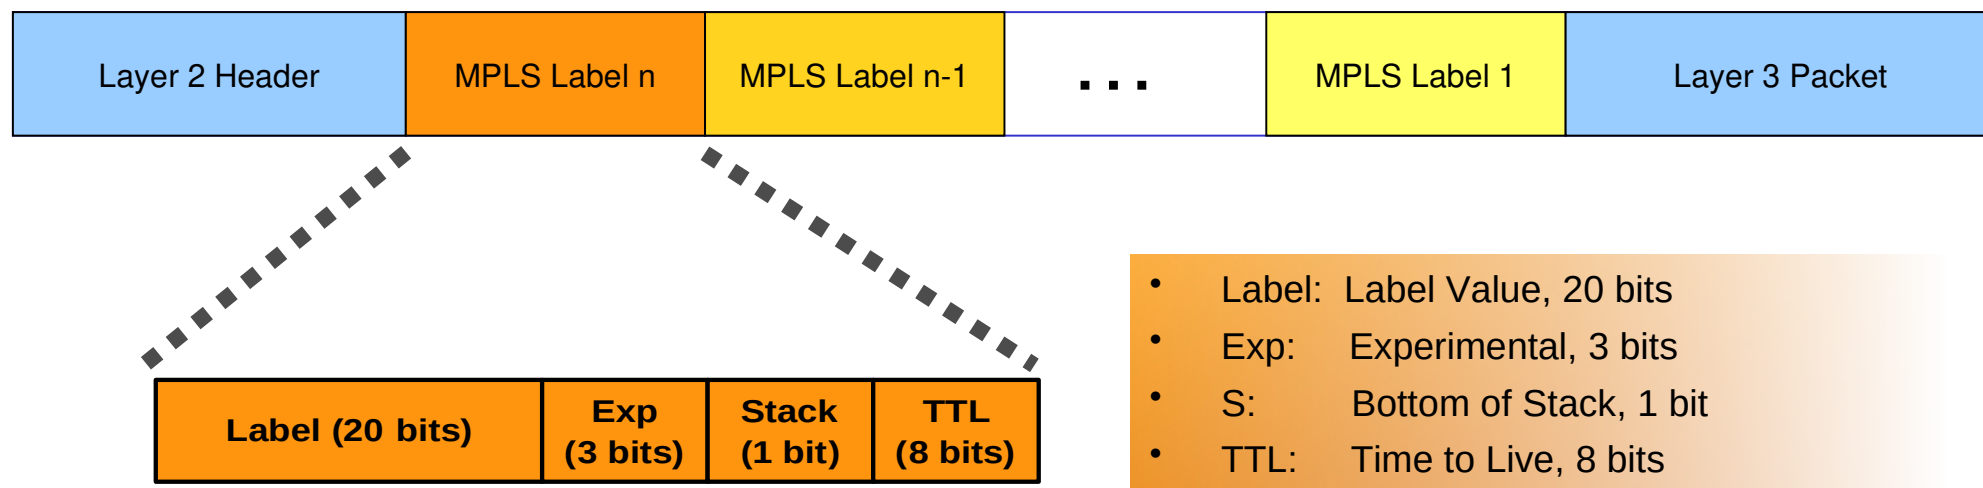 Layer 2 Header MPLS Label n MPLS Label n-1 ... MPLS Label 1 Layer 3 Packet
Label (20 bits)
Exp
(3 bits)
Stack
(1 bit)
TTL
(8 bits)
• Label: Label Value, 20 bits
• Exp: Experimental, 3 bits
• S: Bottom of Stack, 1 bit
• TTL: Time to Live, 8 bits